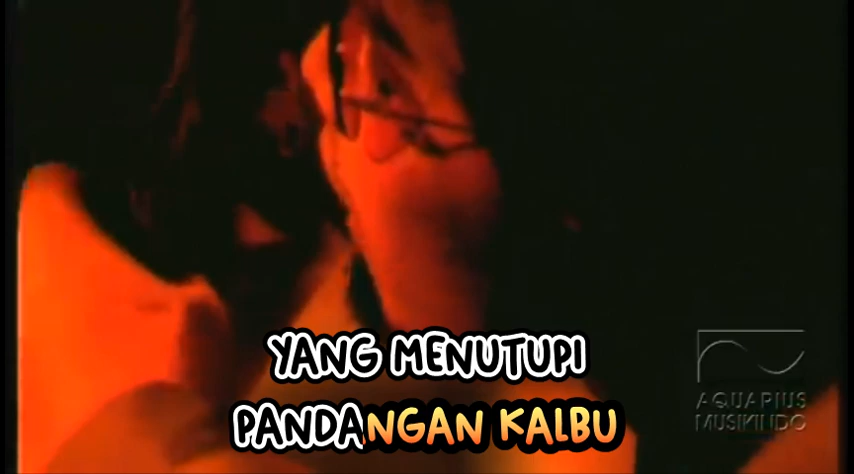 YANG MENUTUPI
PANDANGAN KALBU
AQUARIUS
MUSIKINDO